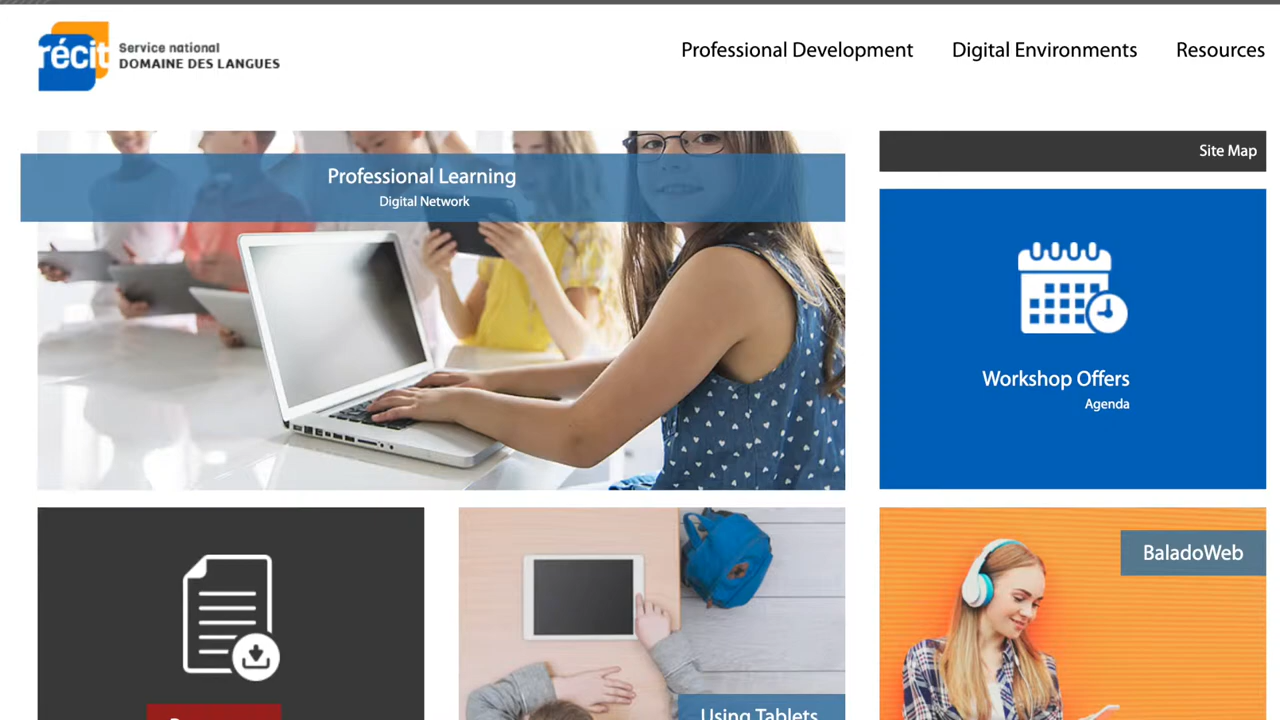 récit
Service national
DOMAINE DES LANGUES
Professional Development
Digital Environments
Resources
Professional Learning
Digital Network
Site Map
Workshop Offers
Agenda
BaladoWeb
Using Tablets